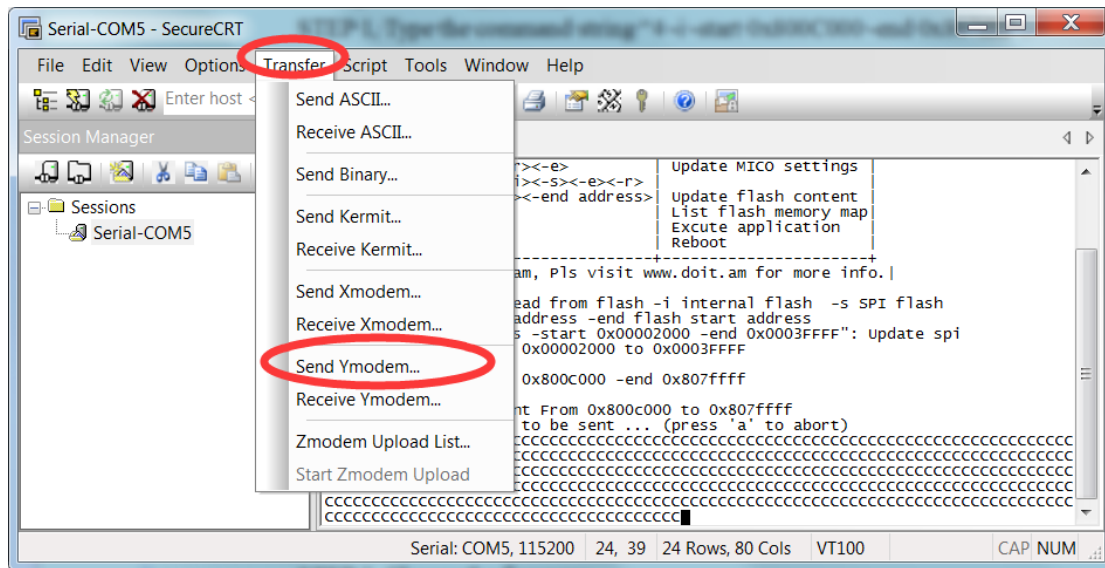 Serial-COM5 - SecureCRT
File Edit View Options Transfer Script Tools Window Help
Enter host <
Session Manager
Sessions
Serial-COM5
Send ASCII...
Receive ASCII...
Send Binary...
Send Kermit...
Receive Kermit...
Send Xmodem...
Receive Xmodem...
Send Ymodem...
Receive Ymodem...
Zmodem Upload List...
Start Zmodem Upload
><-e> | Update MICO settings |
i><-s><-e><-r> | |
><-end address>| Update flash content |
| List flash memory map|
| Excute application |
| Reboot |
---------------+----------------------+
am, Pls visit www.doit.am for more info.|
ead from flash -i internal flash -s SPI flash
address -end flash start address
s -start 0x00002000 -end 0x0003FFFF": Update spi
0x00002000 to 0x0003FFFF
0x800c000 -end 0x807ffff
nt From 0x800c000 to 0x807ffff
to be sent ... (press 'a' to abort)
CCCCCCCCCCCCCCCCCCCCCCCCCCCCCCCCCCCCCCCCCCCCCCCCCCCCCCCCCCCC
CCCCCCCCCCCCCCCCCCCCCCCCCCCCCCCCCCCCCCCCCCCCCCCCCCCCCCCCCCCC
CCCCCCCCCCCCCCCCCCCCCCCCCCCCCCCCCCCCCCCCCCCCCCCCCCCCCCCCCCCC
CCCCCCCCCCCCCCCCCCCCCCCCCCCCCCCCCCCCCCCCCCCCCCCCCCCCCCCCCCCC
CCCCCCCCCCCCCCCCCCCCCCCCCCCCCCCCCCCCCCCCCCCCCCCCCCCCCCCCCCCCCCCCCCCCCCCCCCCCCCCC
CCCCCCCCCCCCCCCCCCCCCCCCCCCCCCCCCCCCCC
Serial: COM5, 115200 24, 39 24 Rows, 80 Cols VT100 CAP NUM